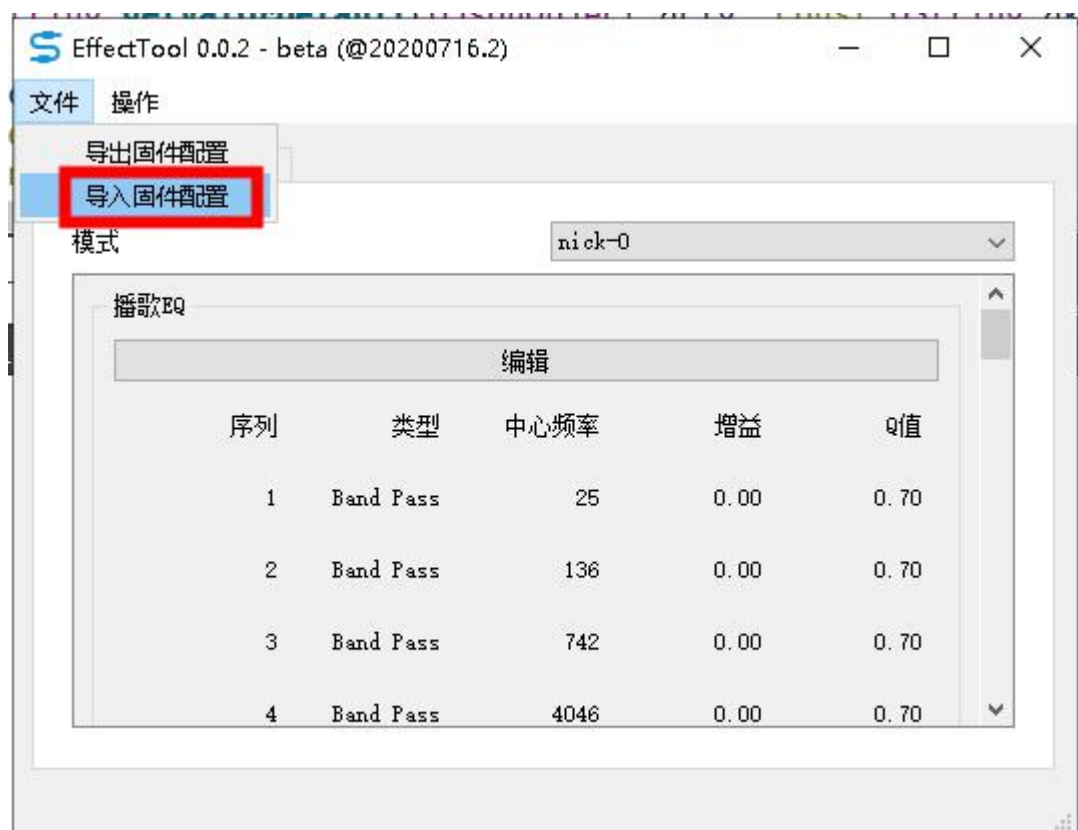 EffectTool 0.0.2 - beta (@20200716.2)
文件 操作
导出固件配置
导入固件配置
模式 nick-0
播歌EQ
编辑
序列 类型 中心频率 增益 Q值
1 Band Pass 25 0.00 0.70
2 Band Pass 136 0.00 0.70
3 Band Pass 742 0.00 0.70
4 Band Pass 4046 0.00 0.70